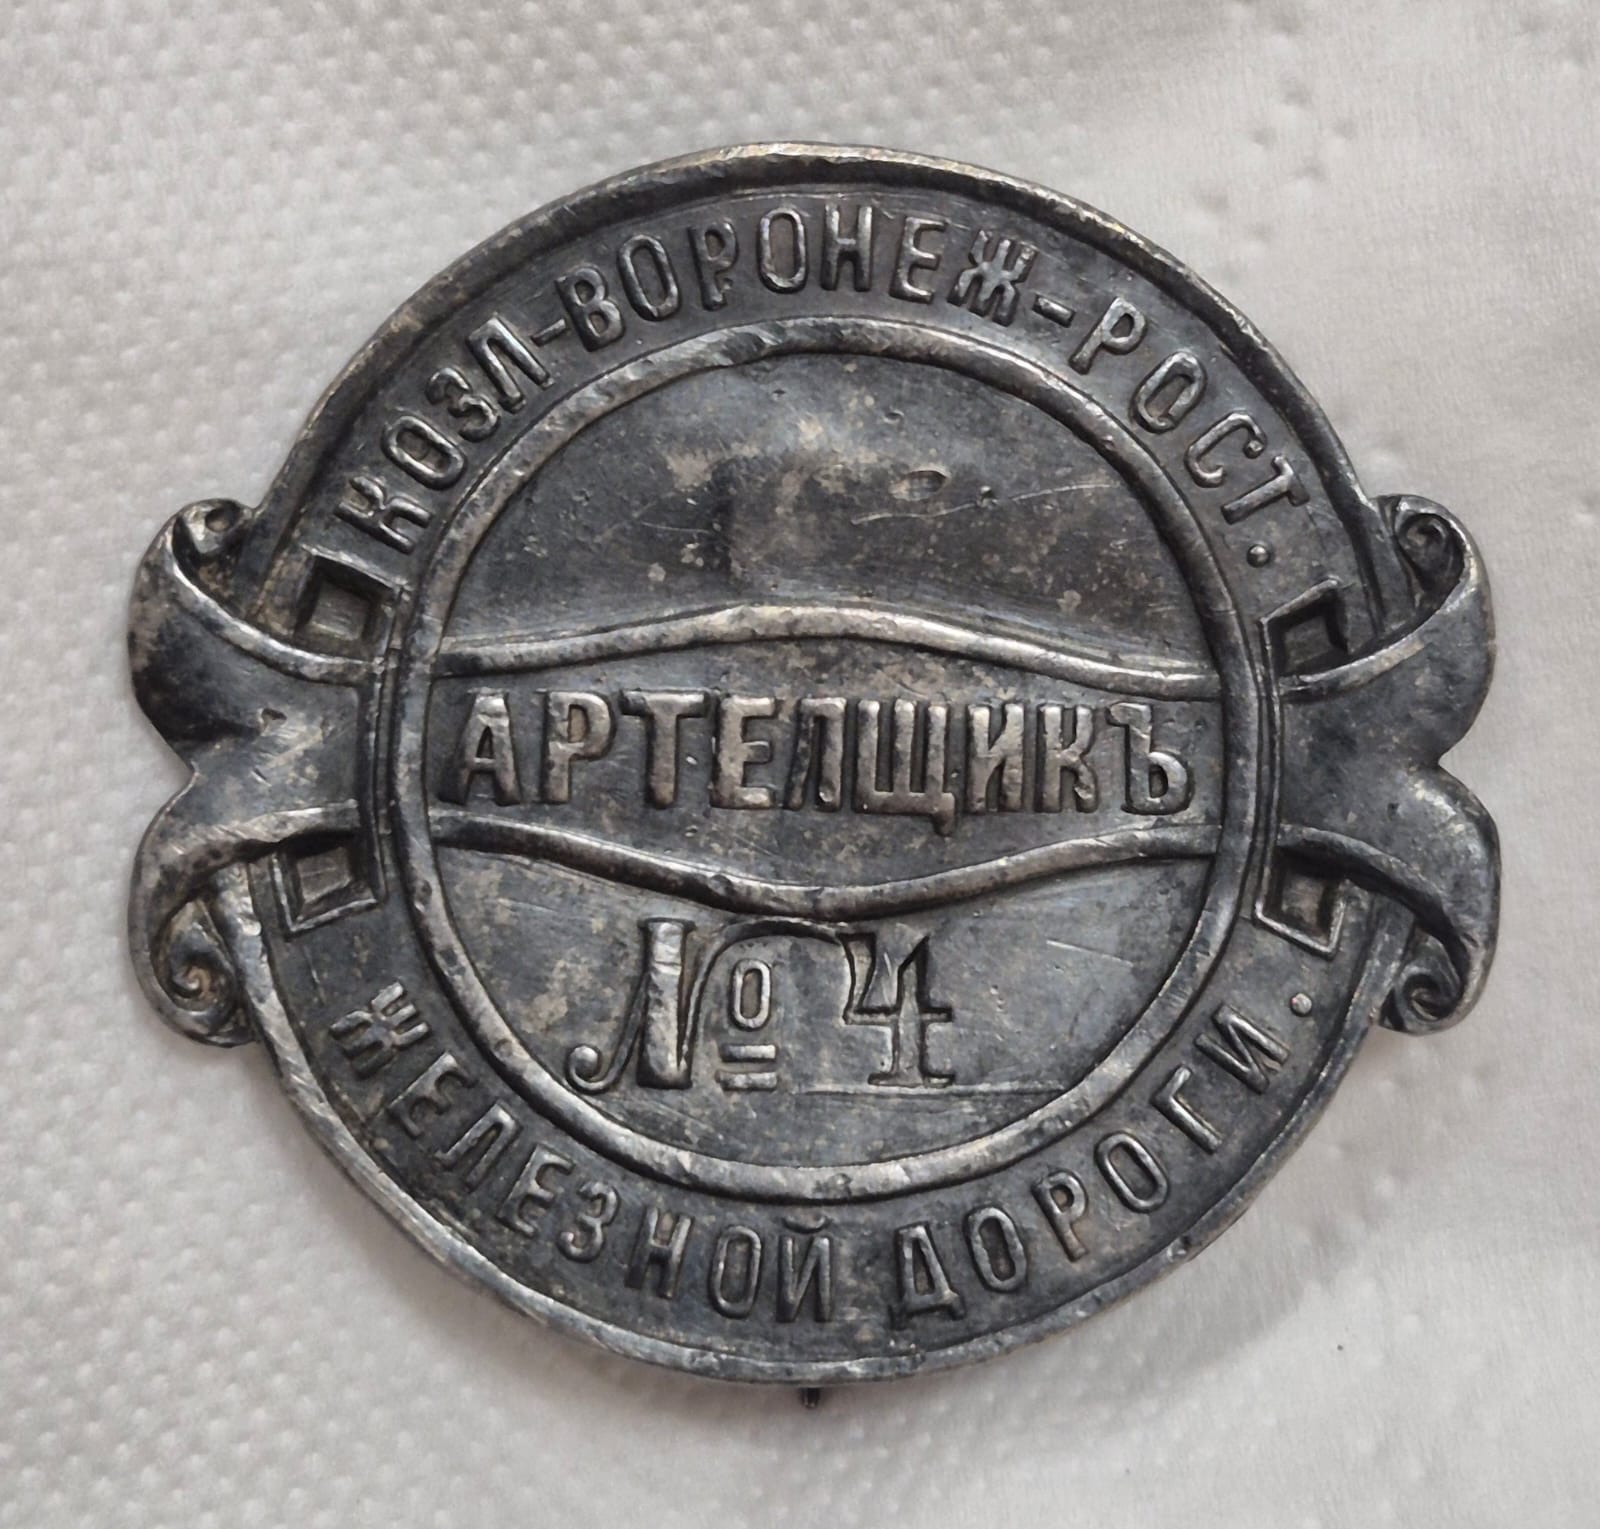 КОЗЛ-ВОРОНЕЖ-РОСТ.
АРТЕЛЩИКЪ
№ 4
ЖЕЛЕЗНОЙ ДОРОГИ.